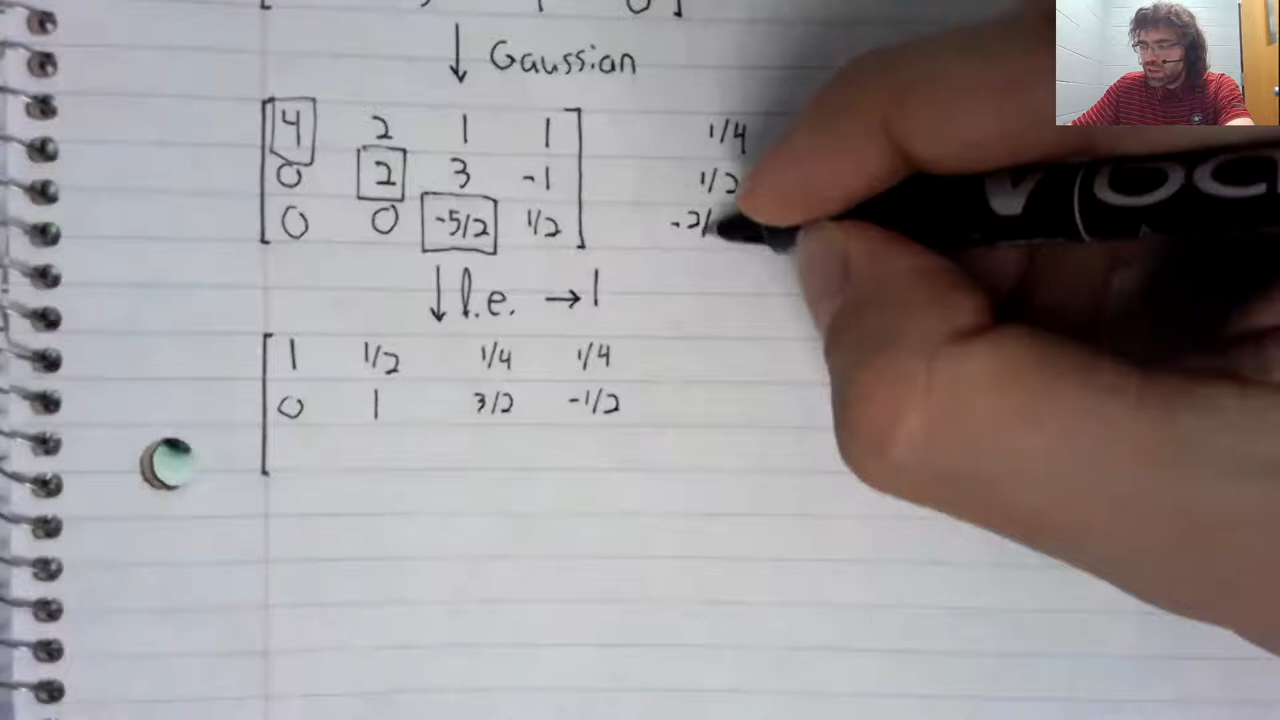 ↓ Gaussian
4 2 1 1 1/4
0 2 3 -1 1/2
0 0 -5/2 1/2 -2/
↓ l.e. → 1
1 1/2 1/4 1/4
0 1 3/2 -1/2